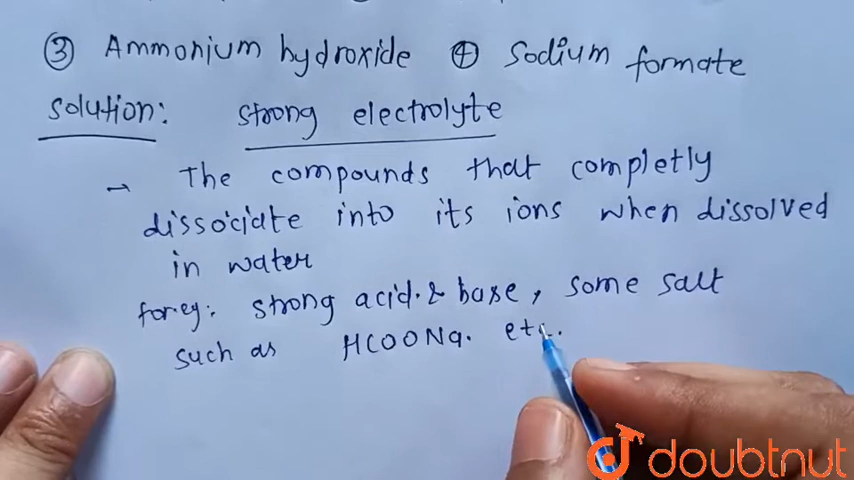 ③ Ammonium hydroxide ④ Sodium formate
Solution: Strong electrolyte
→ The compounds that completly
dissociate into its ions when dissolved
in water
for.eg: strong acid. & base, some salt
such as HCOONa. etc.
doubtnut